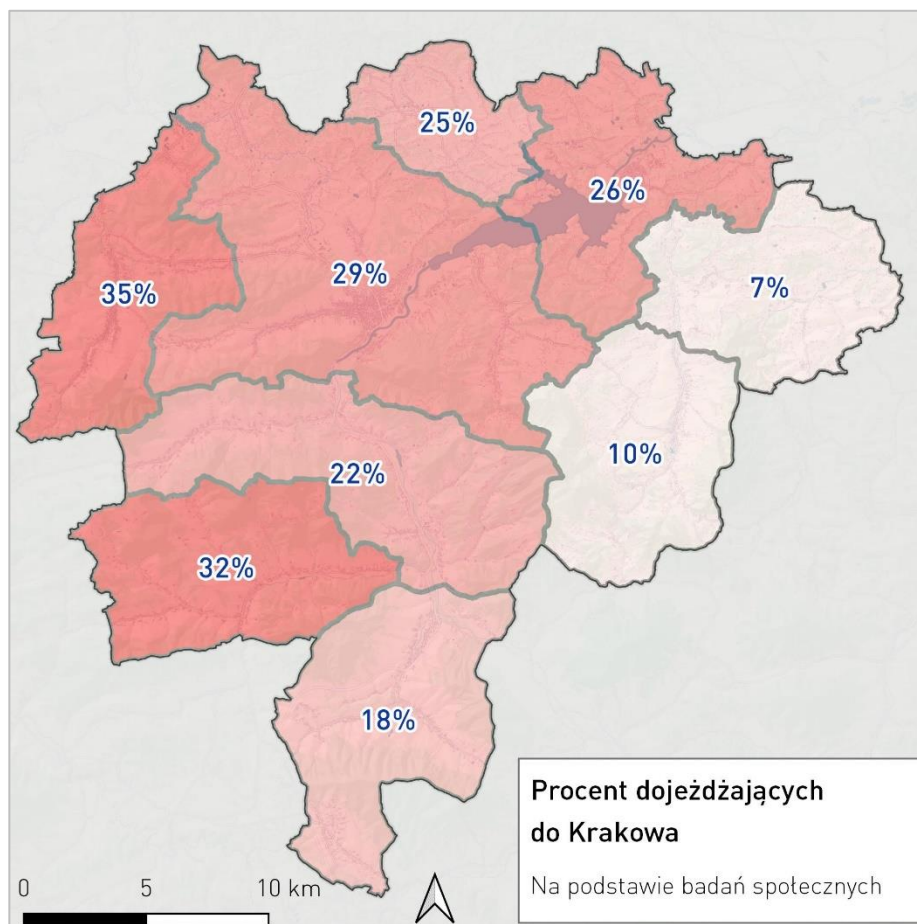 25%
26%
35%
29%
7%
10%
22%
32%
18%
Procent dojeżdżających
do Krakowa
Na podstawie badań społecznych
0 5 10 km